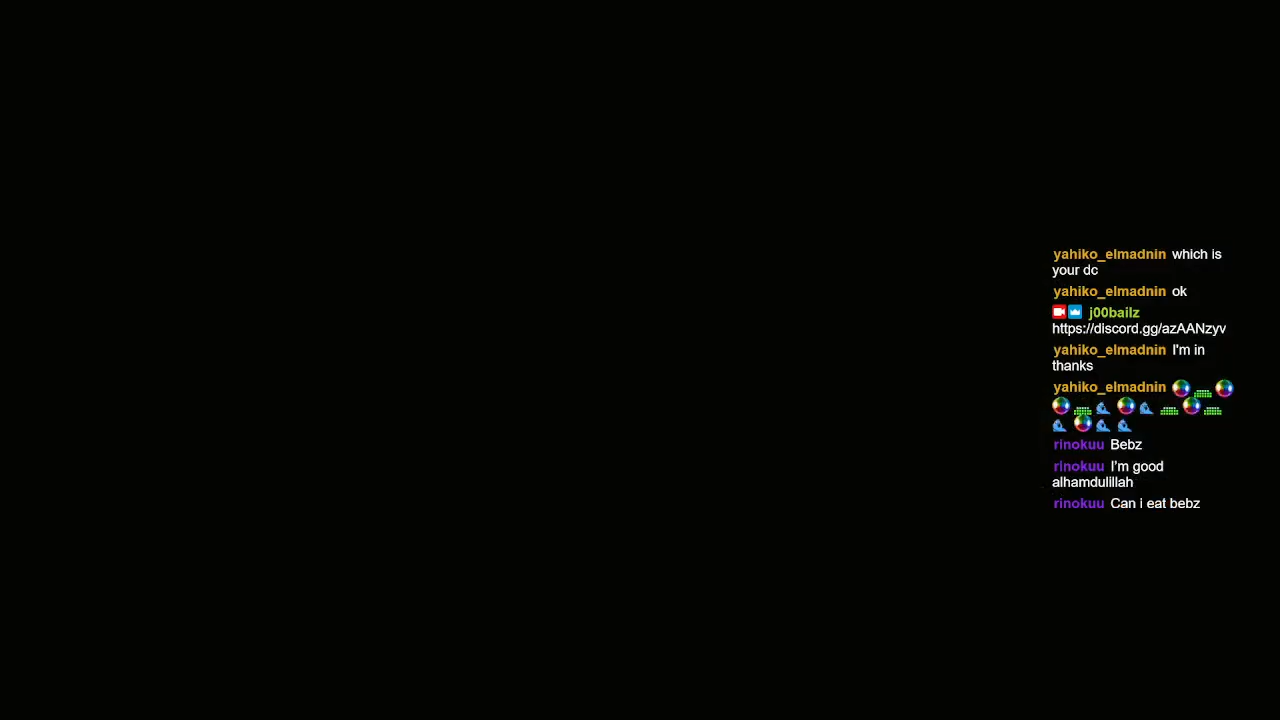 yahiko_elmadnin which is
your dc
yahiko_elmadnin ok
j00bailz
https://discord.gg/azAANzyv
yahiko_elmadnin I'm in
thanks
yahiko_elmadnin
rinokuu Bebz
rinokuu I'm good
alhamdulillah
rinokuu Can i eat bebz